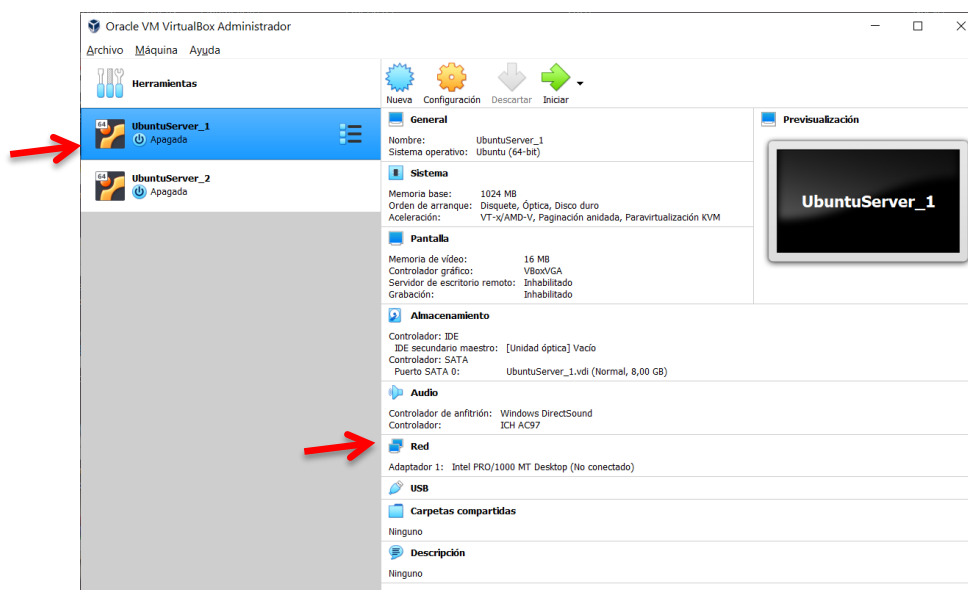 Oracle VM VirtualBox Administrador
Archivo Máquina Ayuda
Herramientas
Nueva Configuración Descartar Iniciar
64
UbuntuServer_1
Apagada
64
UbuntuServer_2
Apagada
General
Nombre: UbuntuServer_1
Sistema operativo: Ubuntu (64-bit)
Sistema
Memoria base: 1024 MB
Orden de arranque: Disquete, Óptica, Disco duro
Aceleración: VT-x/AMD-V, Paginación anidada, Paravirtualización KVM
Pantalla
Memoria de vídeo: 16 MB
Controlador gráfico: VBoxVGA
Servidor de escritorio remoto: Inhabilitado
Grabación: Inhabilitado
Almacenamiento
Controlador: IDE
IDE secundario maestro: [Unidad óptica] Vacío
Controlador: SATA
Puerto SATA 0: UbuntuServer_1.vdi (Normal, 8,00 GB)
Audio
Controlador de anfitrión: Windows DirectSound
Controlador: ICH AC97
Red
Adaptador 1: Intel PRO/1000 MT Desktop (No conectado)
USB
Carpetas compartidas
Ninguno
Descripción
Ninguno
Previsualización
UbuntuServer_1